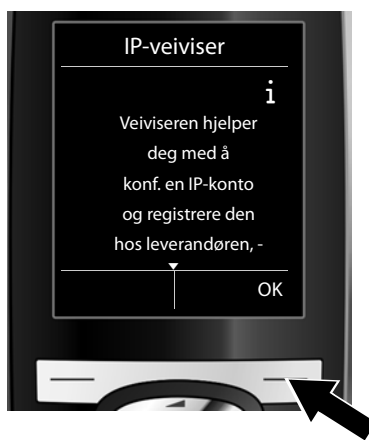 IP-veiviser
i
Veiviseren hjelper
deg med å
konf. en IP-konto
og registrere den
hos leverandøren, -
OK